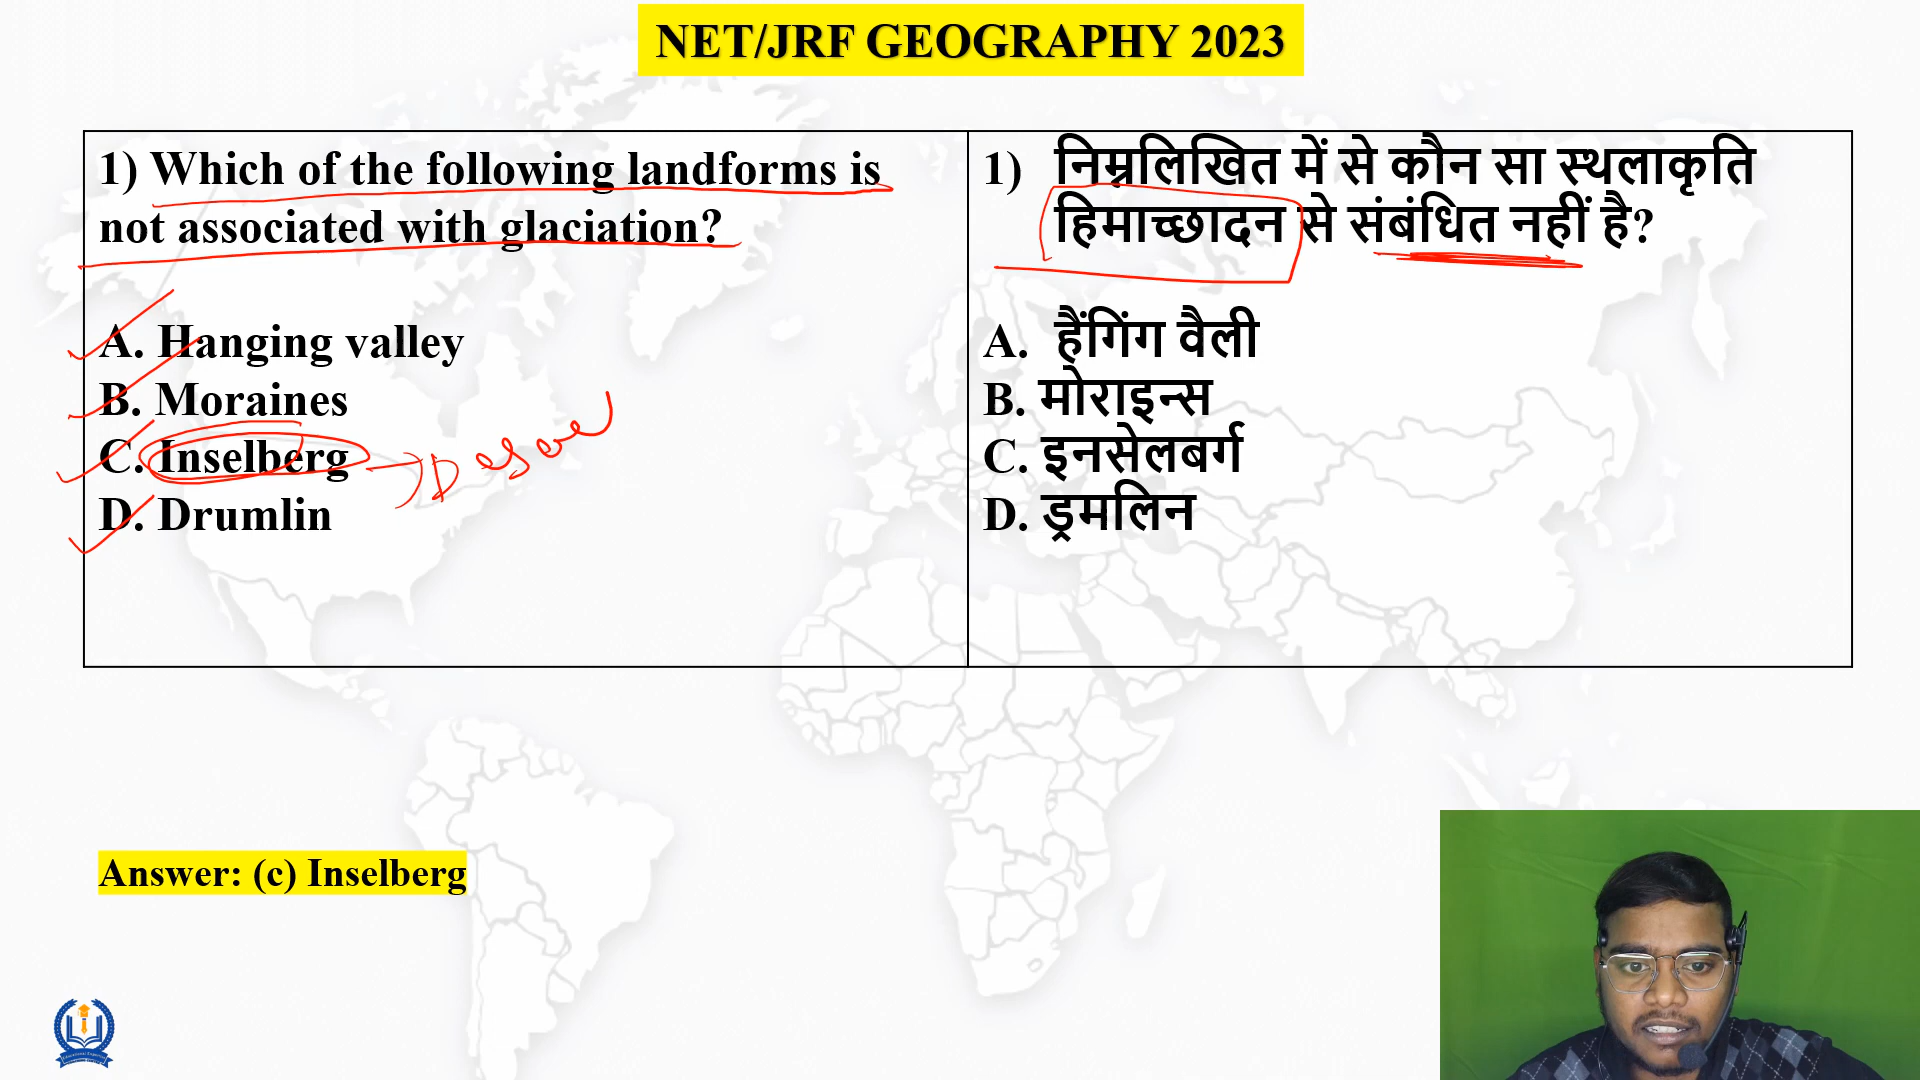 NET/JRF GEOGRAPHY 2023
1) Which of the following landforms is
not associated with glaciation?
A. Hanging valley
B. Moraines
C. Inselberg
D. Drumlin
1) निम्नलिखित में से कौन सा स्थलाकृति
हिमाच्छादन से संबंधित नहीं है?
A. हैंगिंग वैली
B. मोराइन्स
C. इनसेलबर्ग
D. ड्रमलिन
Answer: (c) Inselberg